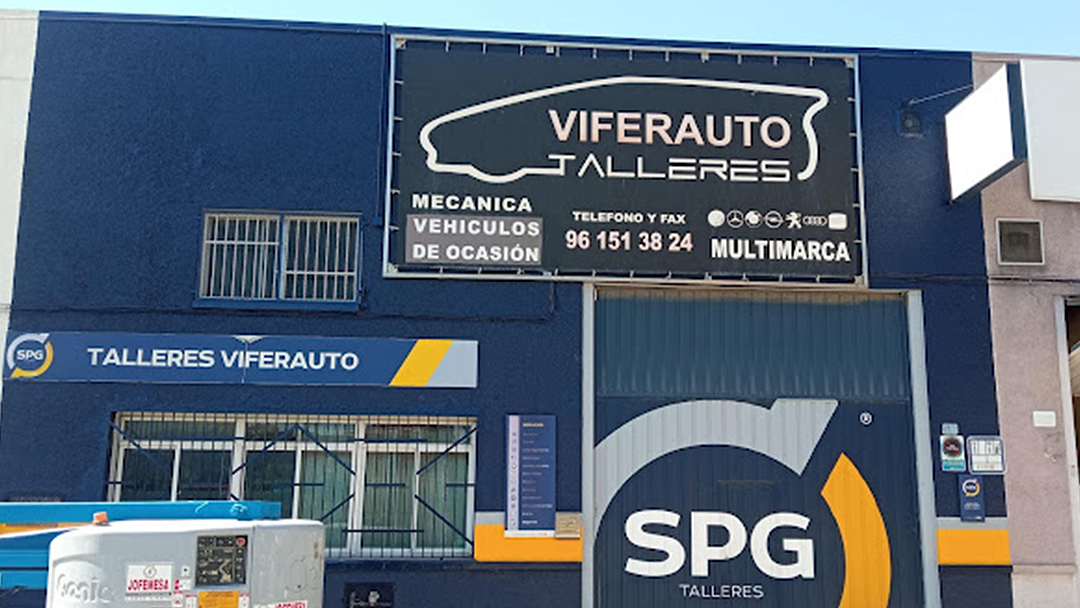 VIFERAUTO
TALLERES
MECANICA
VEHICULOS
DE OCASIÓN
TELEFONO Y FAX
96 151 38 24
MULTIMARCA
SPG
TALLERES VIFERAUTO
SPG
®
TALLERES
Genie
JOFEMESA